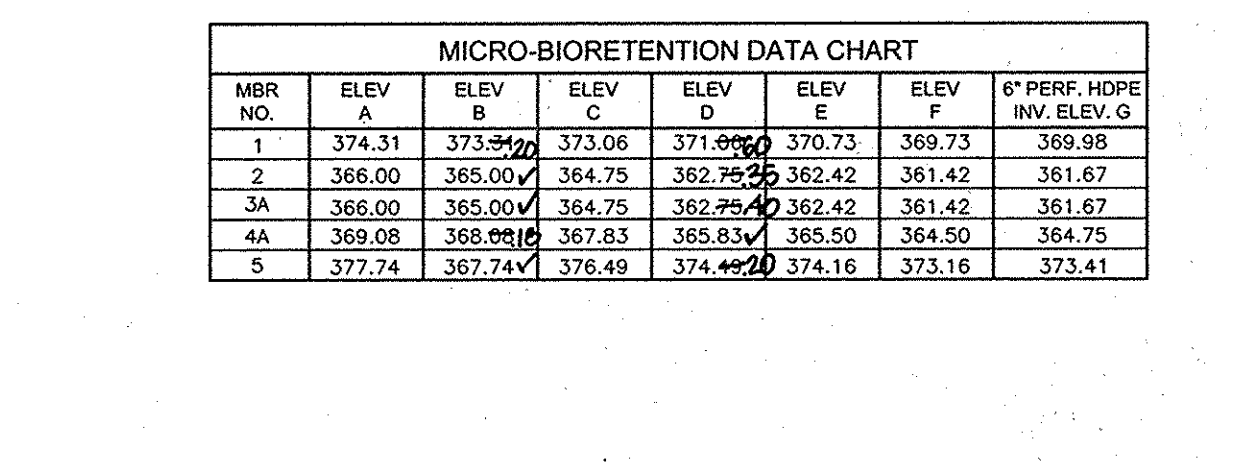 MICRO-BIORETENTION DATA CHART
MBR NO. ELEV A ELEV B ELEV C ELEV D ELEV E ELEV F 6" PERF. HDPE INV. ELEV. G
1 374.31 373.31 .20 373.06 371.06 .60 370.73 369.73 369.98
2 366.00 365.00 ✓ 364.75 362.75 .35 362.42 361.42 361.67
3A 366.00 365.00 ✓ 364.75 362.75 .40 362.42 361.42 361.67
4A 369.08 368.08 .18 367.83 365.83 ✓ 365.50 364.50 364.75
5 377.74 367.74 ✓ 376.49 374.49 .20 374.16 373.16 373.41